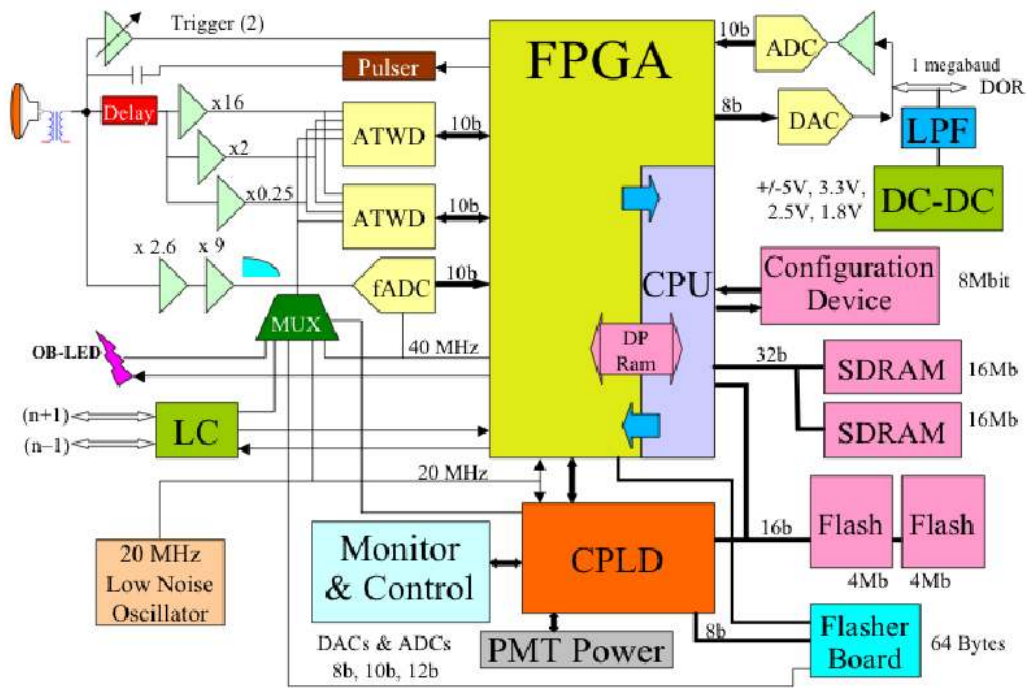 Trigger (2)
FPGA
10b
ADC
1 megabaud
DOR
Pulser
Delay
x16
ATWD
10b
8b
DAC
LPF
x2
x0.25
ATWD
10b
+/-5V, 3.3V,
2.5V, 1.8V
DC-DC
x 2.6
x 9
fADC
10b
CPU
Configuration
Device
8Mbit
MUX
OB-LED
40 MHz
DP
Ram
32b
SDRAM
16Mb
(n+1)
(n−1)
LC
SDRAM
16Mb
20 MHz
20 MHz
Low Noise
Oscillator
Monitor
& Control
CPLD
16b
Flash
Flash
4Mb
4Mb
DACs & ADCs
8b, 10b, 12b
PMT Power
8b
Flasher
Board
64 Bytes